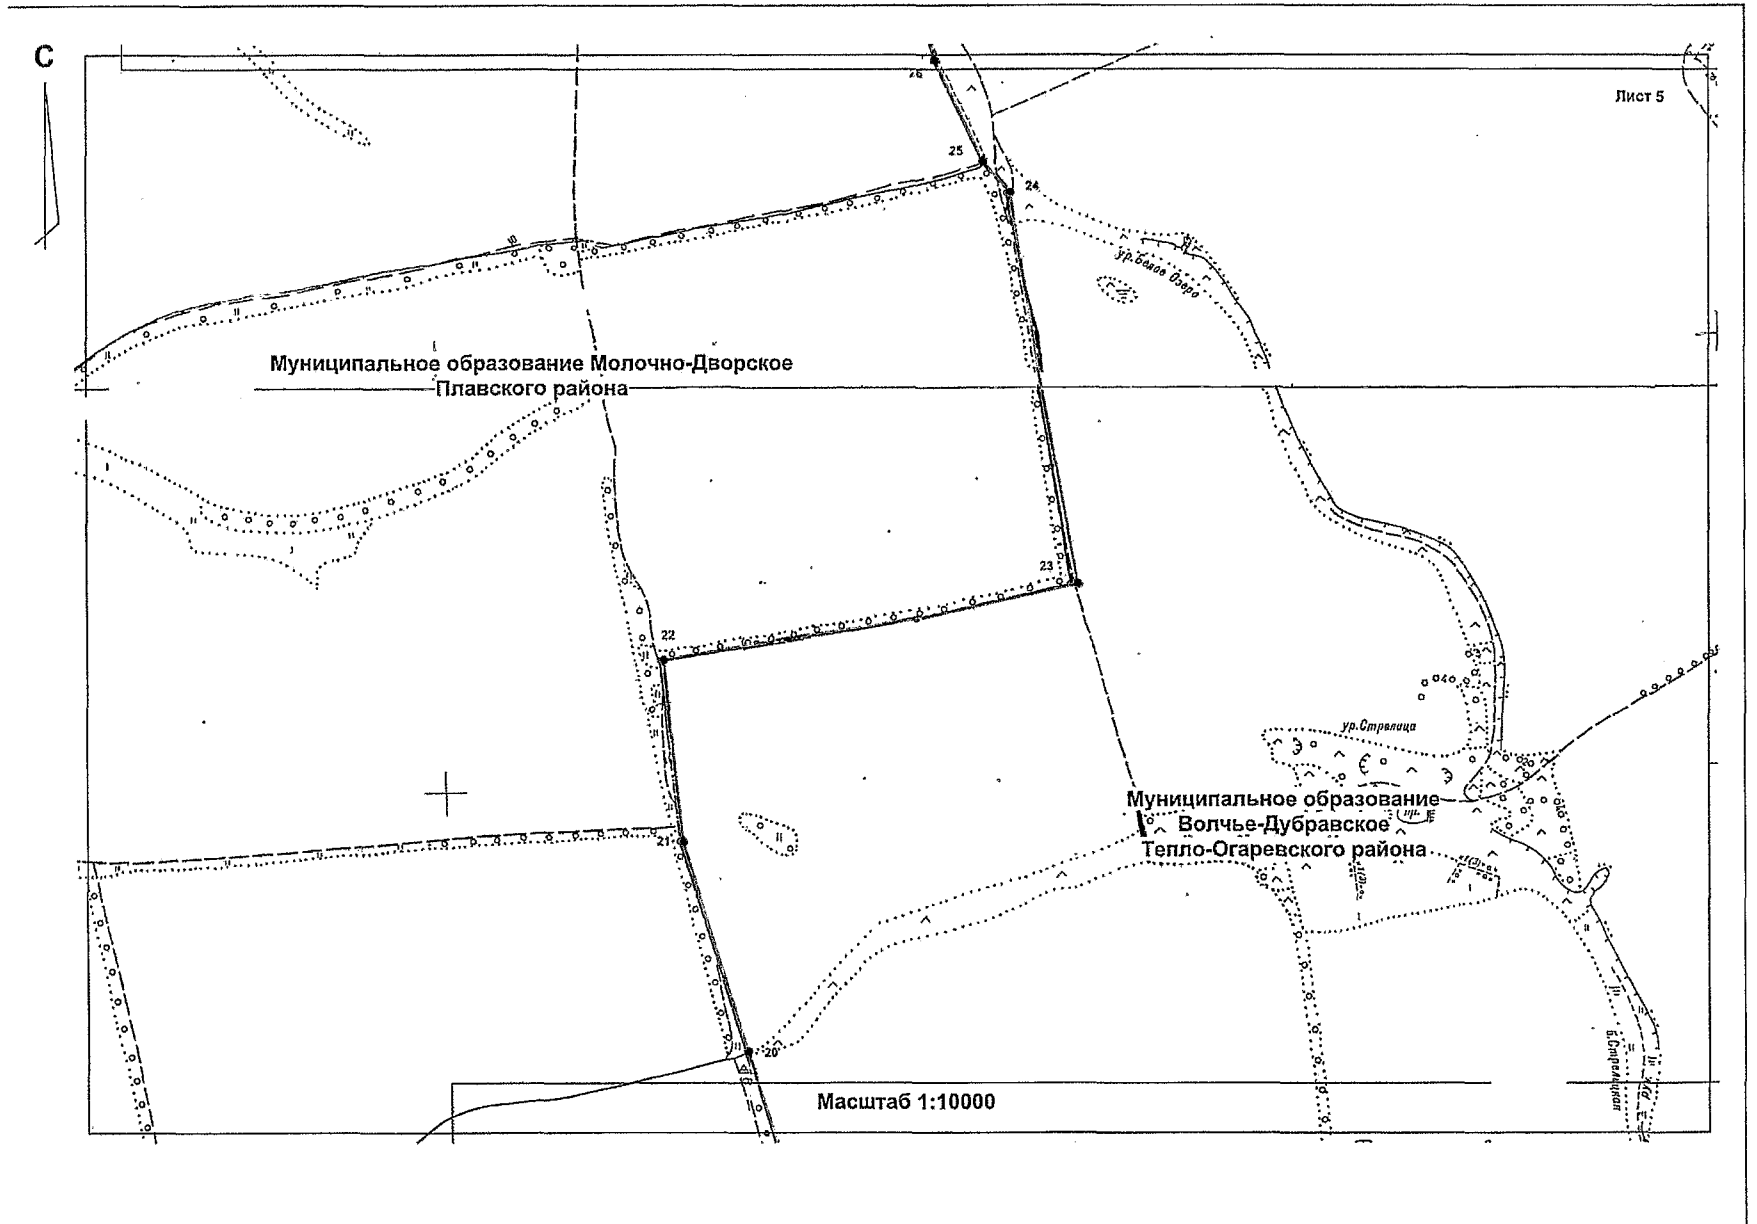 С
26
Лист 5
25
24
ур.Белое Озеро
Муниципальное образование Молочно-Дворское
Плавского района
23
22
ур.Стрелица
Муниципальное образование
Волчье-Дубравское
Тепло-Огаревского района
21
20
б.Стрелицкая
Масштаб 1:10000